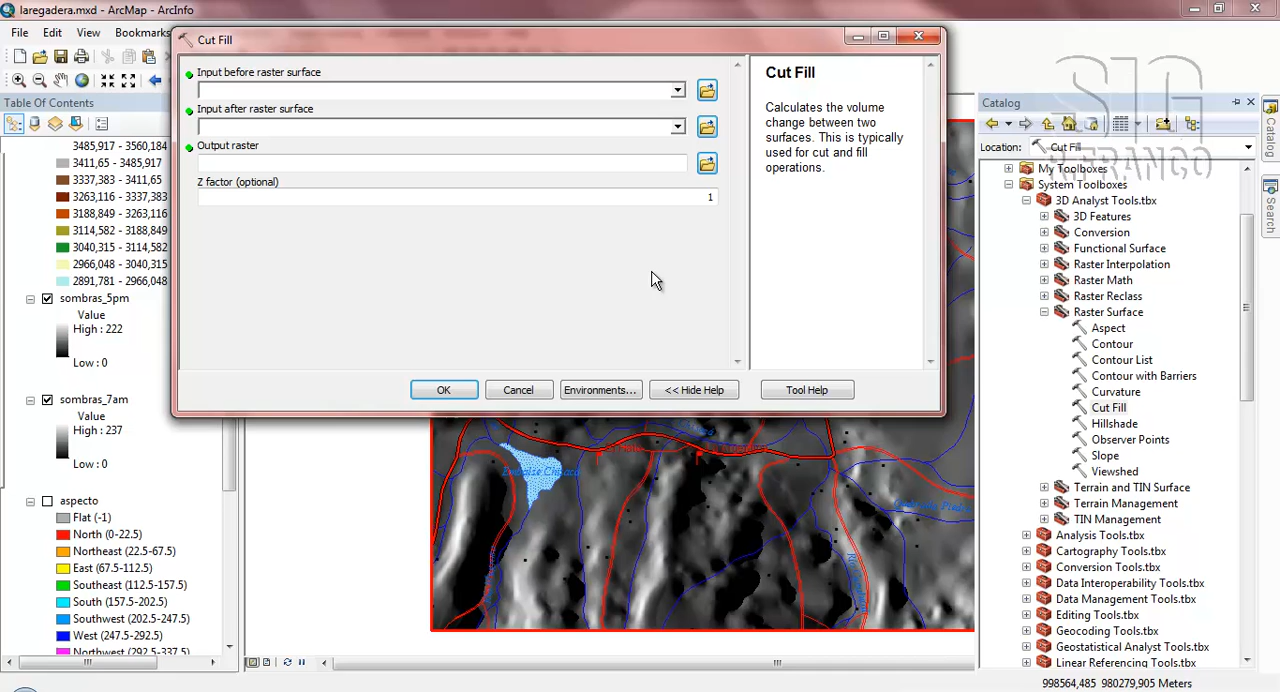 laregadera.mxd - ArcMap - ArcInfo
File Edit View Bookmarks
Table Of Contents
3485,917 - 3560,184
3411,65 - 3485,917
3337,383 - 3411,65
3263,116 - 3337,383
3188,849 - 3263,116
3114,582 - 3188,849
3040,315 - 3114,582
2966,048 - 3040,315
2891,781 - 2966,048
sombras_5pm
Value
High : 222
Low : 0
sombras_7am
Value
High : 237
Low : 0
aspecto
Flat (-1)
North (0-22.5)
Northeast (22.5-67.5)
East (67.5-112.5)
Southeast (112.5-157.5)
South (157.5-202.5)
Southwest (202.5-247.5)
West (247.5-292.5)
Northwest (292.5-337.5)
Cut Fill
Input before raster surface
Input after raster surface
Output raster
Z factor (optional)
1
OK Cancel Environments... << Hide Help Tool Help
Cut Fill
Calculates the volume
change between two
surfaces. This is typically
used for cut and fill
operations.
SIG
RFRANCO
Catalog
Location: Cut Fill
My Toolboxes
System Toolboxes
3D Analyst Tools.tbx
3D Features
Conversion
Functional Surface
Raster Interpolation
Raster Math
Raster Reclass
Raster Surface
Aspect
Contour
Contour List
Contour with Barriers
Curvature
Cut Fill
Hillshade
Observer Points
Slope
Viewshed
Terrain and TIN Surface
Terrain Management
TIN Management
Analysis Tools.tbx
Cartography Tools.tbx
Conversion Tools.tbx
Data Interoperability Tools.tbx
Data Management Tools.tbx
Editing Tools.tbx
Geocoding Tools.tbx
Geostatistical Analyst Tools.tbx
Linear Referencing Tools.tbx
Catalog
Search
998564,485 980279,905 Meters